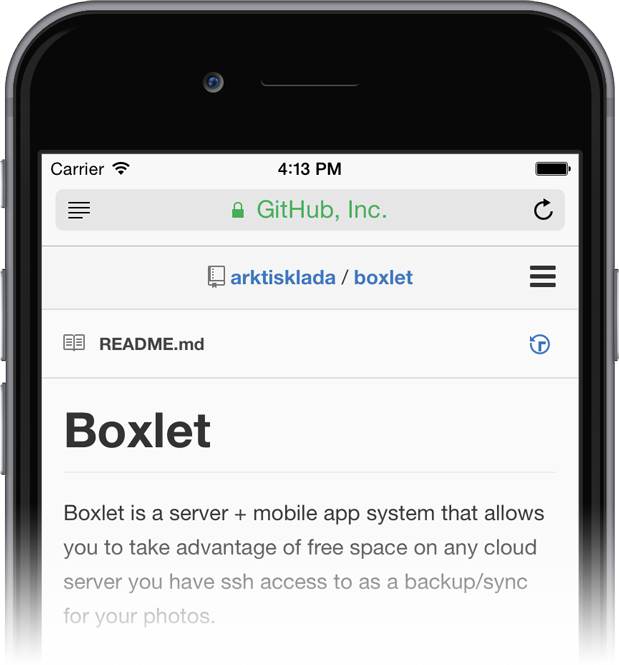 Carrier 4:13 PM
GitHub, Inc.
arktisklada / boxlet
README.md
Boxlet
Boxlet is a server + mobile app system that allows
you to take advantage of free space on any cloud
server you have ssh access to as a backup/sync
for your photos.